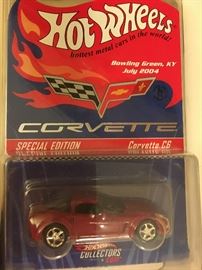 Hot Wheels
hottest metal cars in the world!
Bowling Green, KY
July 2004
CORVETTE
SPECIAL EDITION
Corvette C6
COLLECTORS
.COM